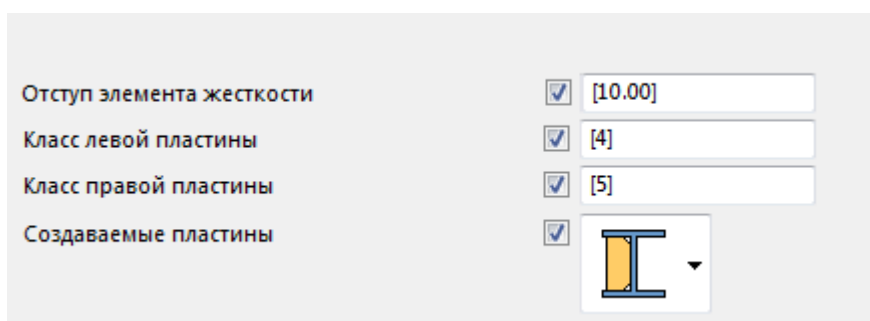 Отступ элемента жесткости [10.00]
Класс левой пластины [4]
Класс правой пластины [5]
Создаваемые пластины